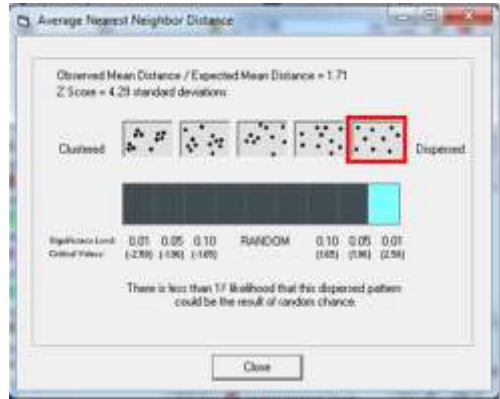 Average Nearest Neighbor Distance
Observed Mean Distance / Expected Mean Distance = 1.71
Z Score = 4.29 standard deviations
Clustered
Dispersed
Significance Level: 0.01 0.05 0.10 RANDOM 0.10 0.05 0.01
Critical Values: (-2.58) (-1.96) (-1.65) (1.65) (1.96) (2.58)
There is less than 1% likelihood that this dispersed pattern
could be the result of random chance.
Close